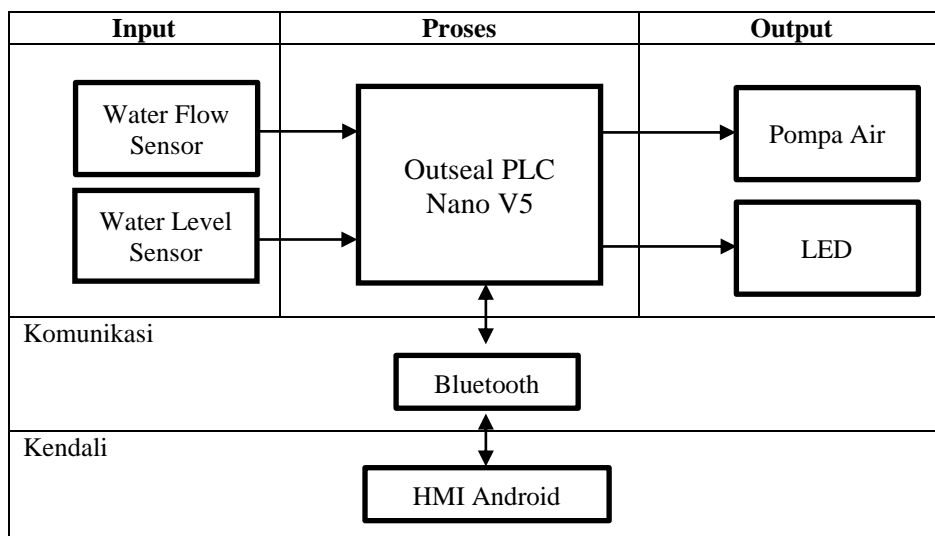 Input
Proses
Output
Water Flow
Sensor
Water Level
Sensor
Outseal PLC
Nano V5
Pompa Air
LED
Komunikasi
Bluetooth
Kendali
HMI Android